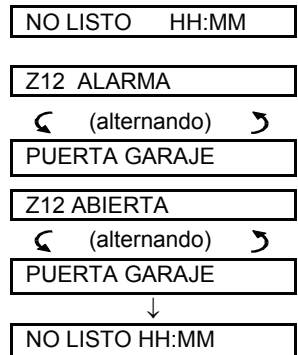 NO LISTO HH:MM
Z12 ALARMA
(alternando)
PUERTA GARAJE
Z12 ABIERTA
(alternando)
PUERTA GARAJE
↓
NO LISTO HH:MM